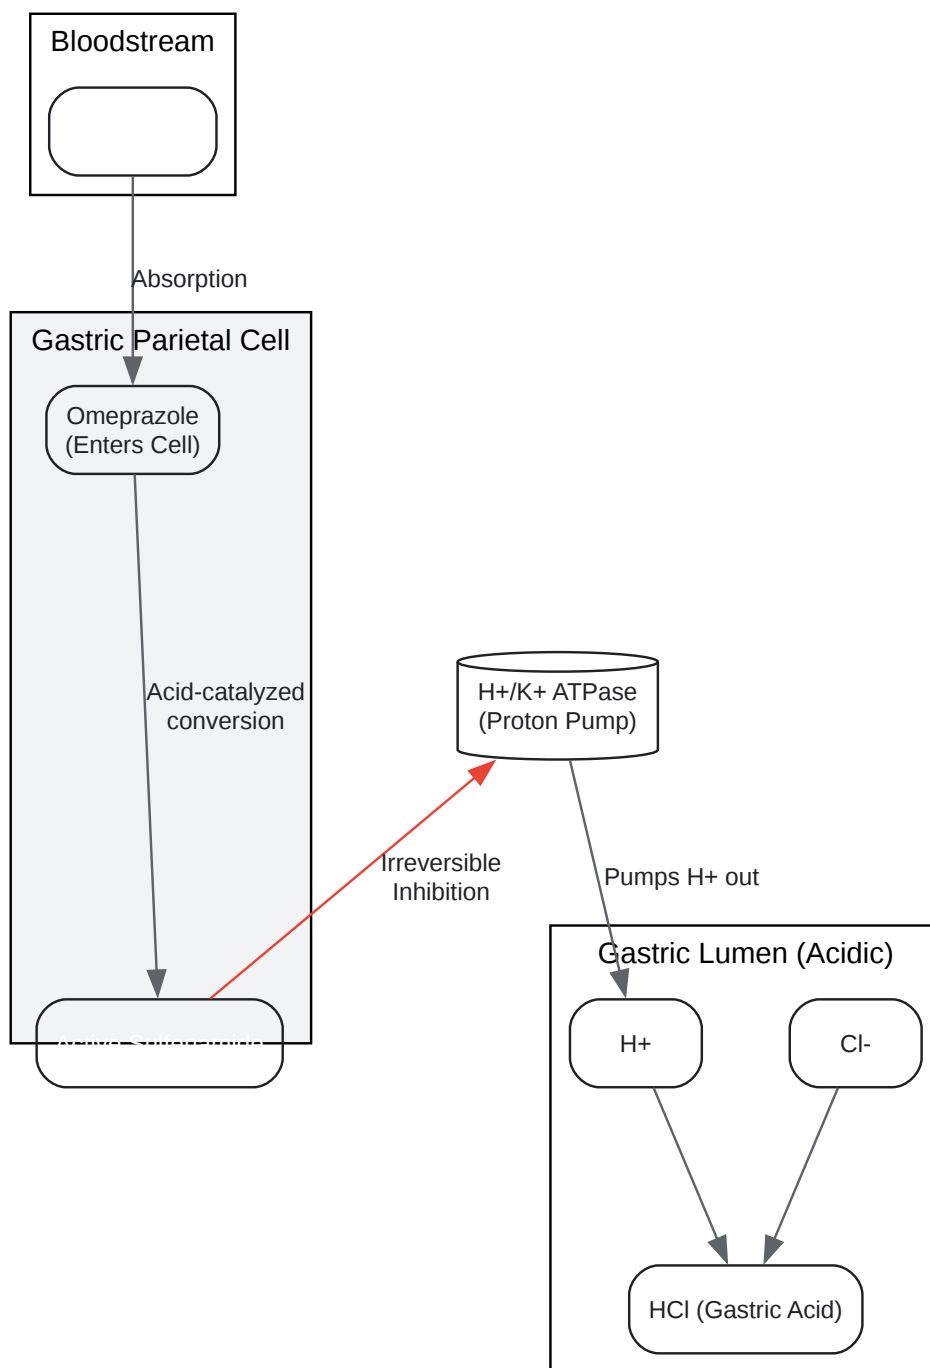 Bloodstream
Absorption
Gastric Parietal Cell
Omeprazole
(Enters Cell)
Acid-catalyzed
conversion
H+/K+ ATPase
(Proton Pump)
Irreversible
Inhibition
Pumps H+ out
Gastric Lumen (Acidic)
Active
H+
Cl-
HCl (Gastric Acid)